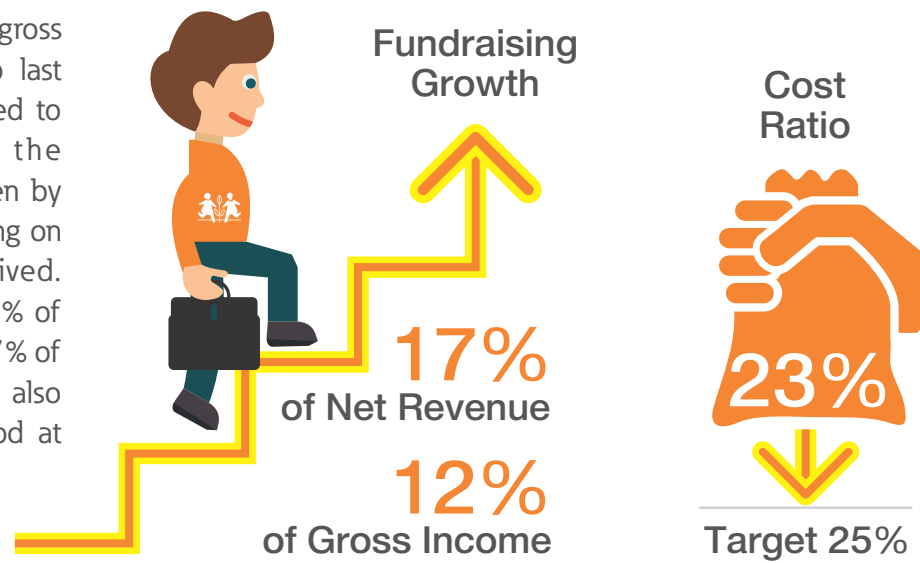 gross
last
ed to
the
en by
ng on
ived.
% of
% of
also
od at
Fundraising
Growth
17%
of Net Revenue
12%
of Gross Income
Cost
Ratio
23%
Target 25%